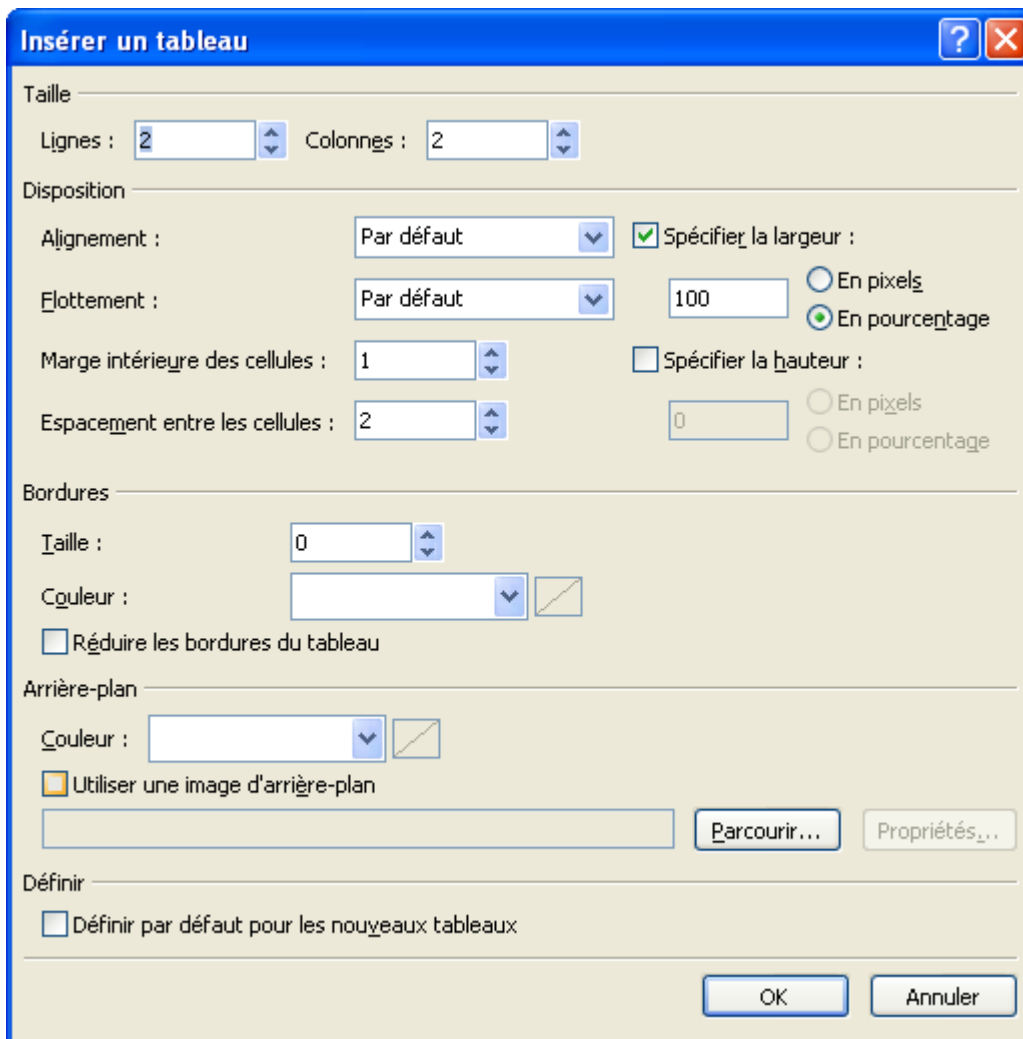 Insérer un tableau
Taille
Lignes : 2 Colonnes : 2
Disposition
Alignement : Par défaut Spécifier la largeur :
Flottement : Par défaut 100 En pixels
En pourcentage
Marge intérieure des cellules : 1 Spécifier la hauteur :
Espacement entre les cellules : 2 0 En pixels
En pourcentage
Bordures
Taille : 0
Couleur :
Réduire les bordures du tableau
Arrière-plan
Couleur :
Utiliser une image d'arrière-plan
Parcourir... Propriétés...
Définir
Définir par défaut pour les nouveaux tableaux
OK Annuler